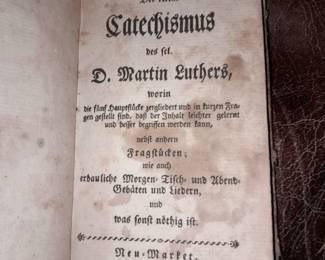 Catechismus
des sel.
D. Martin Luthers,
worin
die fünf Hauptstücke zergliedert und in kurzen Fra-
gen gestellt sind, daß der Inhalt leichter gelernt
und besser begriffen werden kann,
nebst andern
Fragstücken;
wie auch
erbauliche Morgen- Tisch- und Abend-
Gebäten und Liedern,
und
was sonst nöthig ist.
Neu-Market,